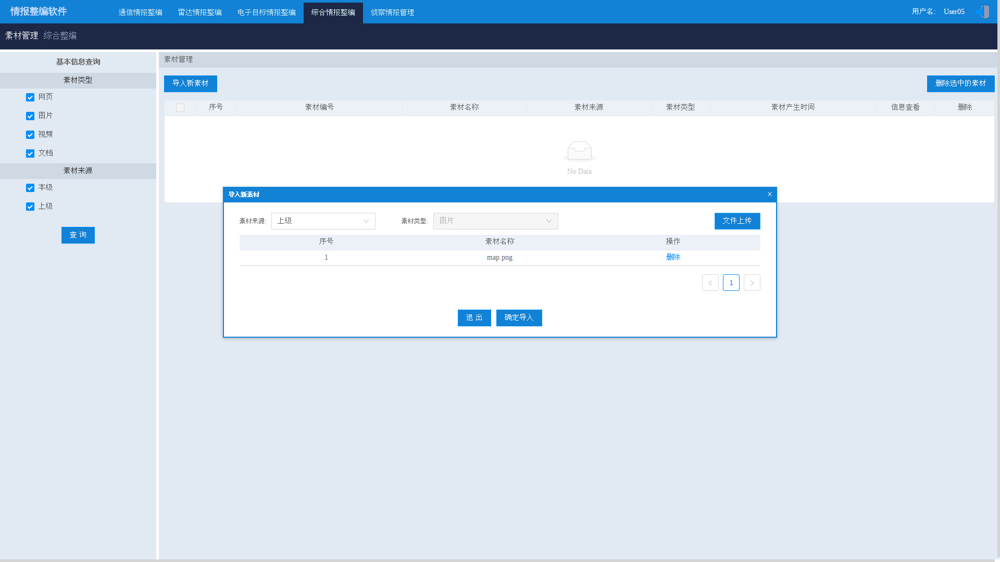 情报整编软件 通信情报整编 雷达情报整编 电子目标情报整编 综合情报整编 侦察情报管理 用户名: User05
素材管理 综合整编
基本信息查询
素材类型
网页
图片
视频
文档
素材来源
本级
上级
查 询
素材管理
导入新素材 删除选中的素材
序号 素材编号 素材名称 素材来源 素材类型 素材产生时间 信息查看 删除
No Data
导入新素材
素材来源: 上级 素材类型: 图片 文件上传
序号 素材名称 操作
1 map.png 删除
1
退 出 确定导入